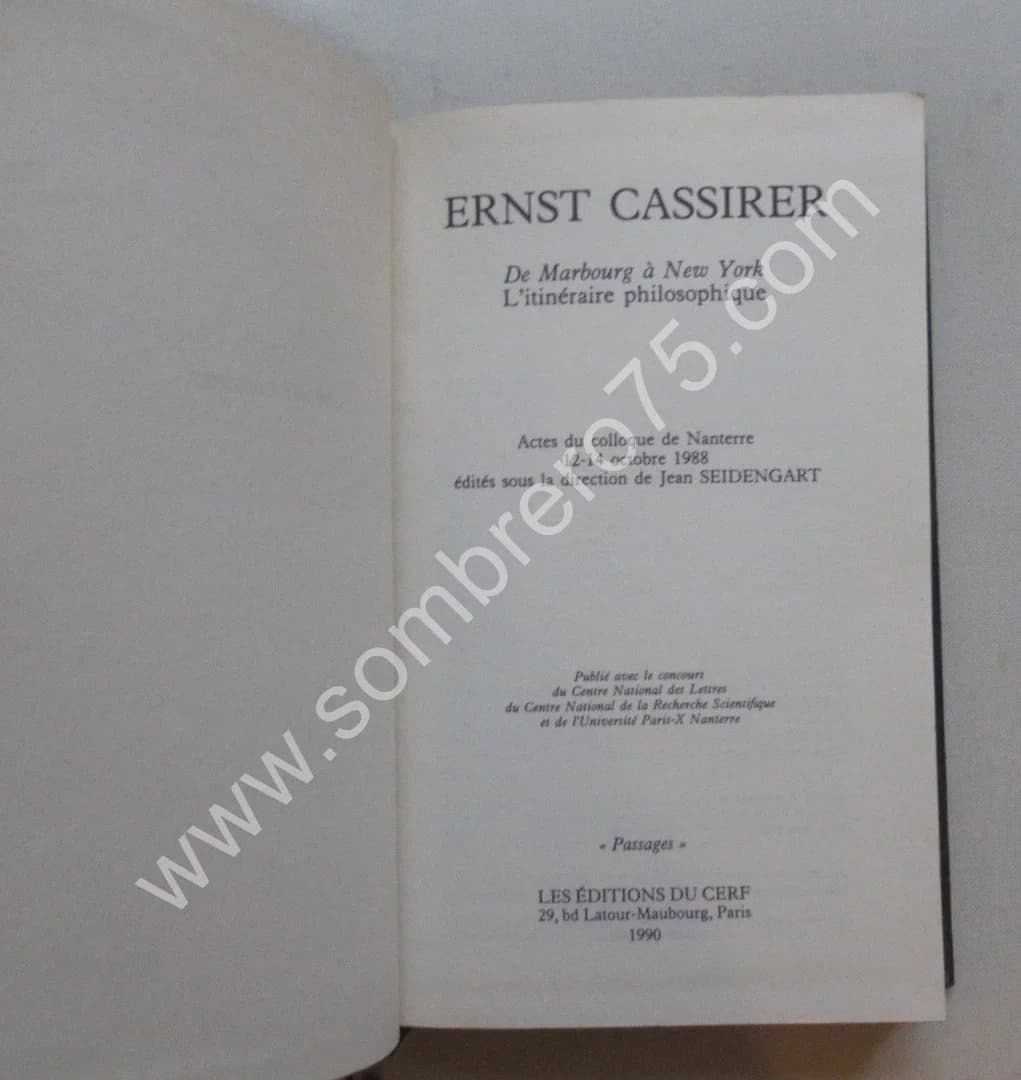 ERNST CASSIRER
De Marbourg à New York
L'itinéraire philosophique
Actes du colloque de Nanterre
12-14 octobre 1988
édités sous la direction de Jean SEIDENGART
Publié avec le concours
du Centre National des Lettres
du Centre National de la Recherche Scientifique
et de l'Université Paris-X Nanterre
« Passages »
LES ÉDITIONS DU CERF
29, bd Latour-Maubourg, Paris
1990
www.sombrero75.com